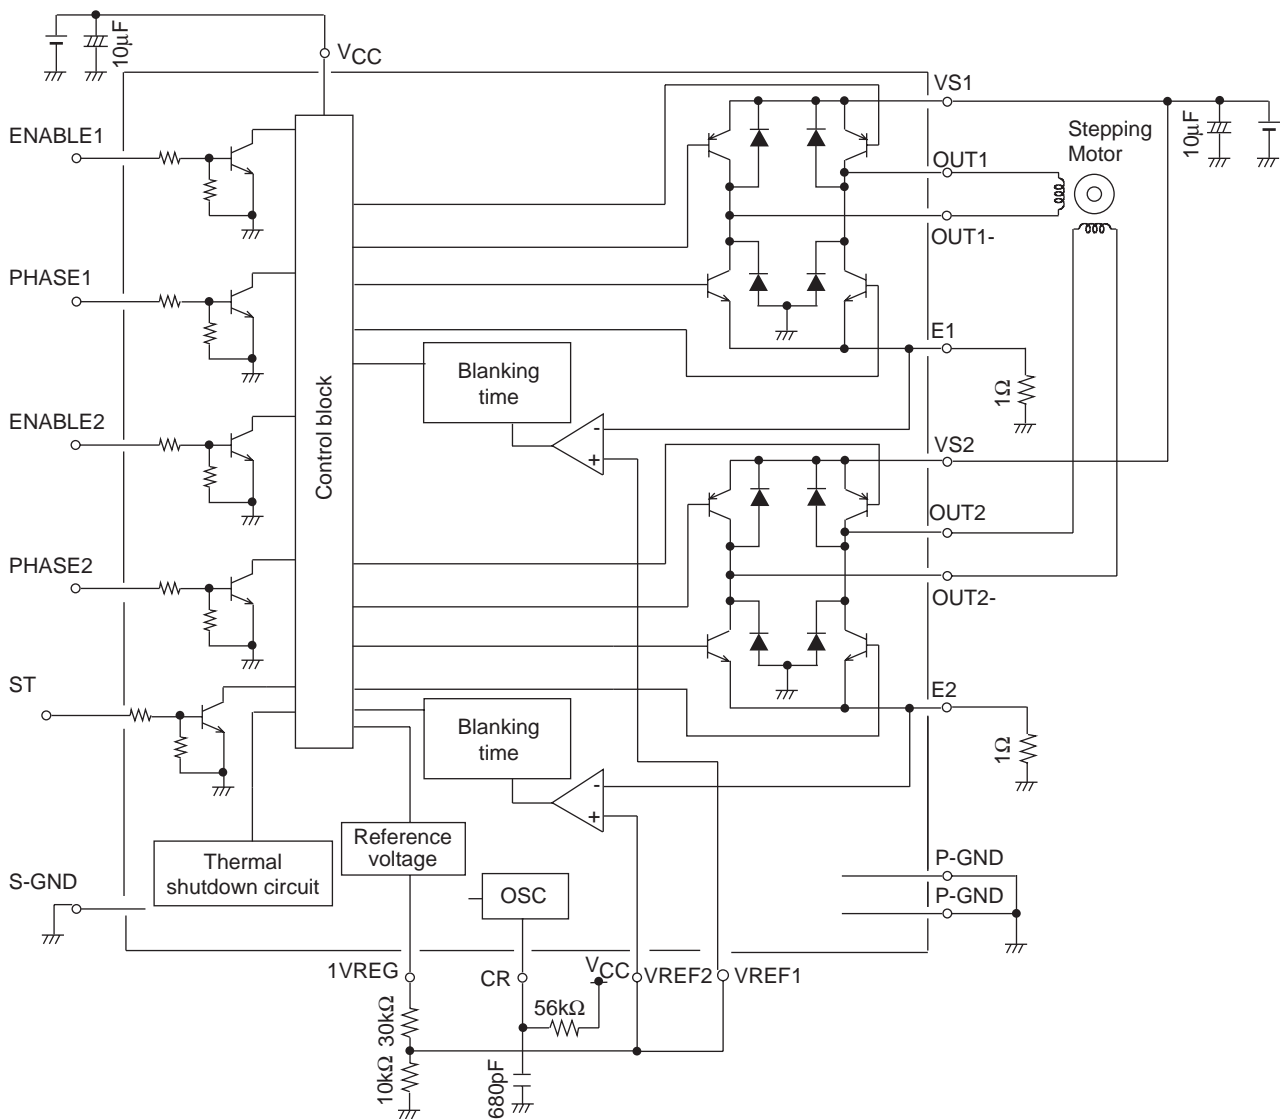 10μF
VCC
VS1
ENABLE1
10μF
Stepping
Motor
OUT1
OUT1-
PHASE1
E1
Blanking
time
1Ω
-
+
ENABLE2
Control block
VS2
OUT2
PHASE2
OUT2-
ST
E2
Blanking
time
1Ω
-
+
Reference
voltage
Thermal
shutdown circuit
P-GND
S-GND
OSC
P-GND
1VREG
CR
VCC
VREF2
VREF1
56kΩ
30kΩ
10kΩ
680pF